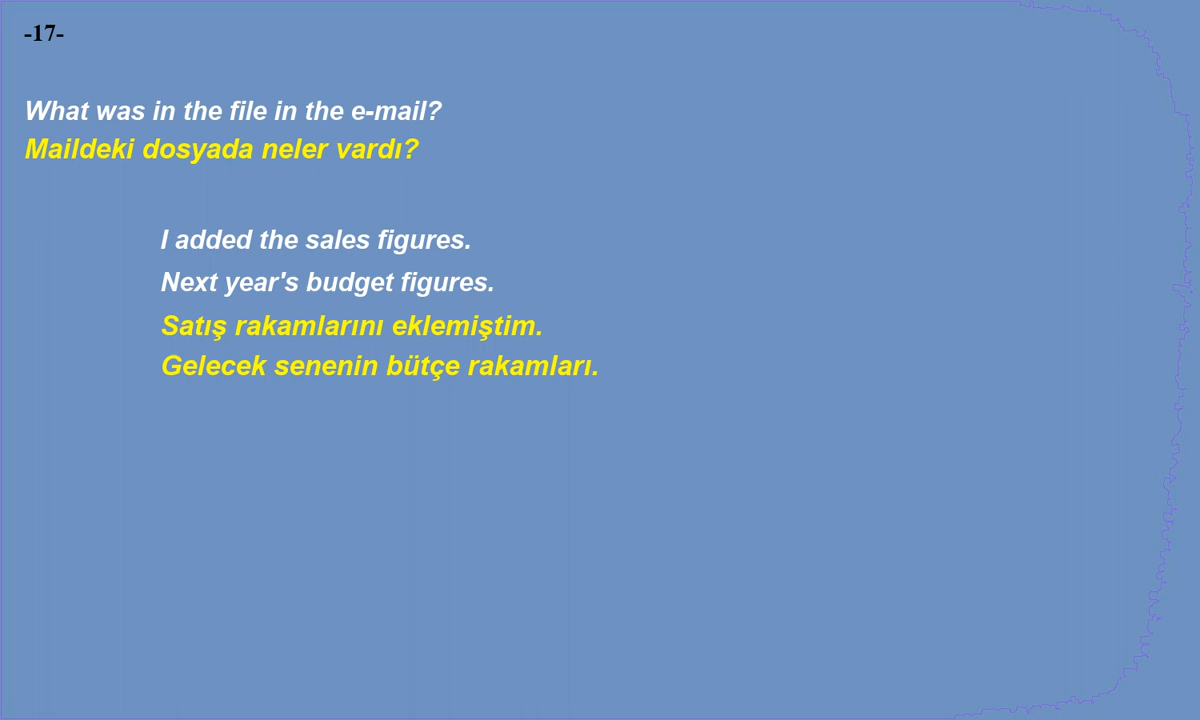 -17-
What was in the file in the e-mail?
Maildeki dosyada neler vardı?
I added the sales figures.
Next year's budget figures.
Satış rakamlarını eklemiştim.
Gelecek senenin bütçe rakamları.